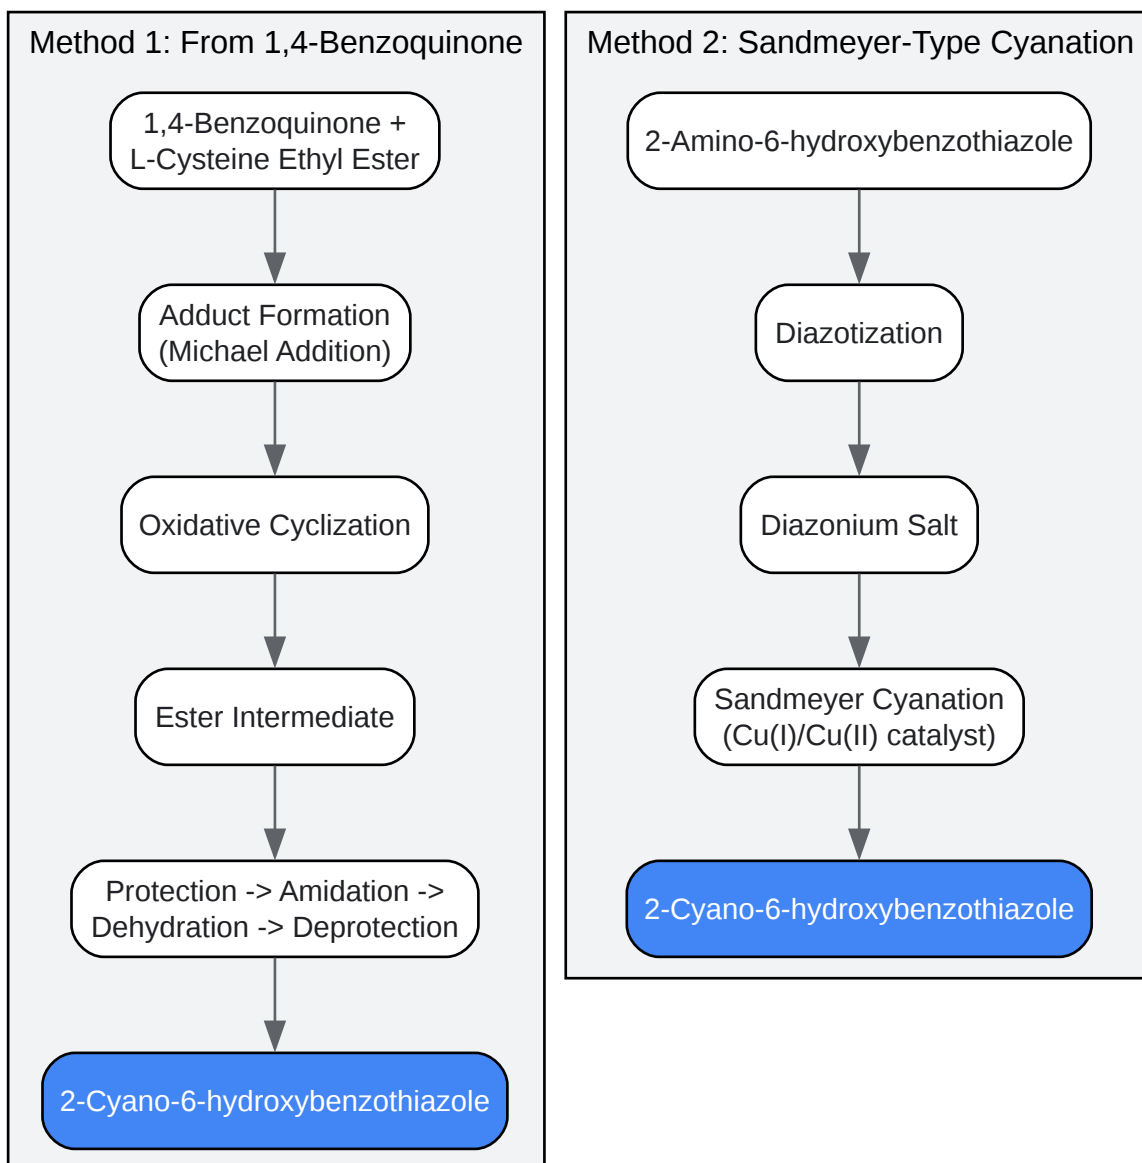 Method 1: From 1,4-Benzoquinone
1,4-Benzoquinone +
L-Cysteine Ethyl Ester
Adduct Formation
(Michael Addition)
Oxidative Cyclization
Ester Intermediate
Protection -> Amidation ->
Dehydration -> Deprotection
2-Cyano-6-hydroxybenzothiazole
Method 2: Sandmeyer-Type Cyanation
2-Amino-6-hydroxybenzothiazole
Diazotization
Diazonium Salt
Sandmeyer Cyanation
(Cu(I)/Cu(II) catalyst)
2-Cyano-6-hydroxybenzothiazole